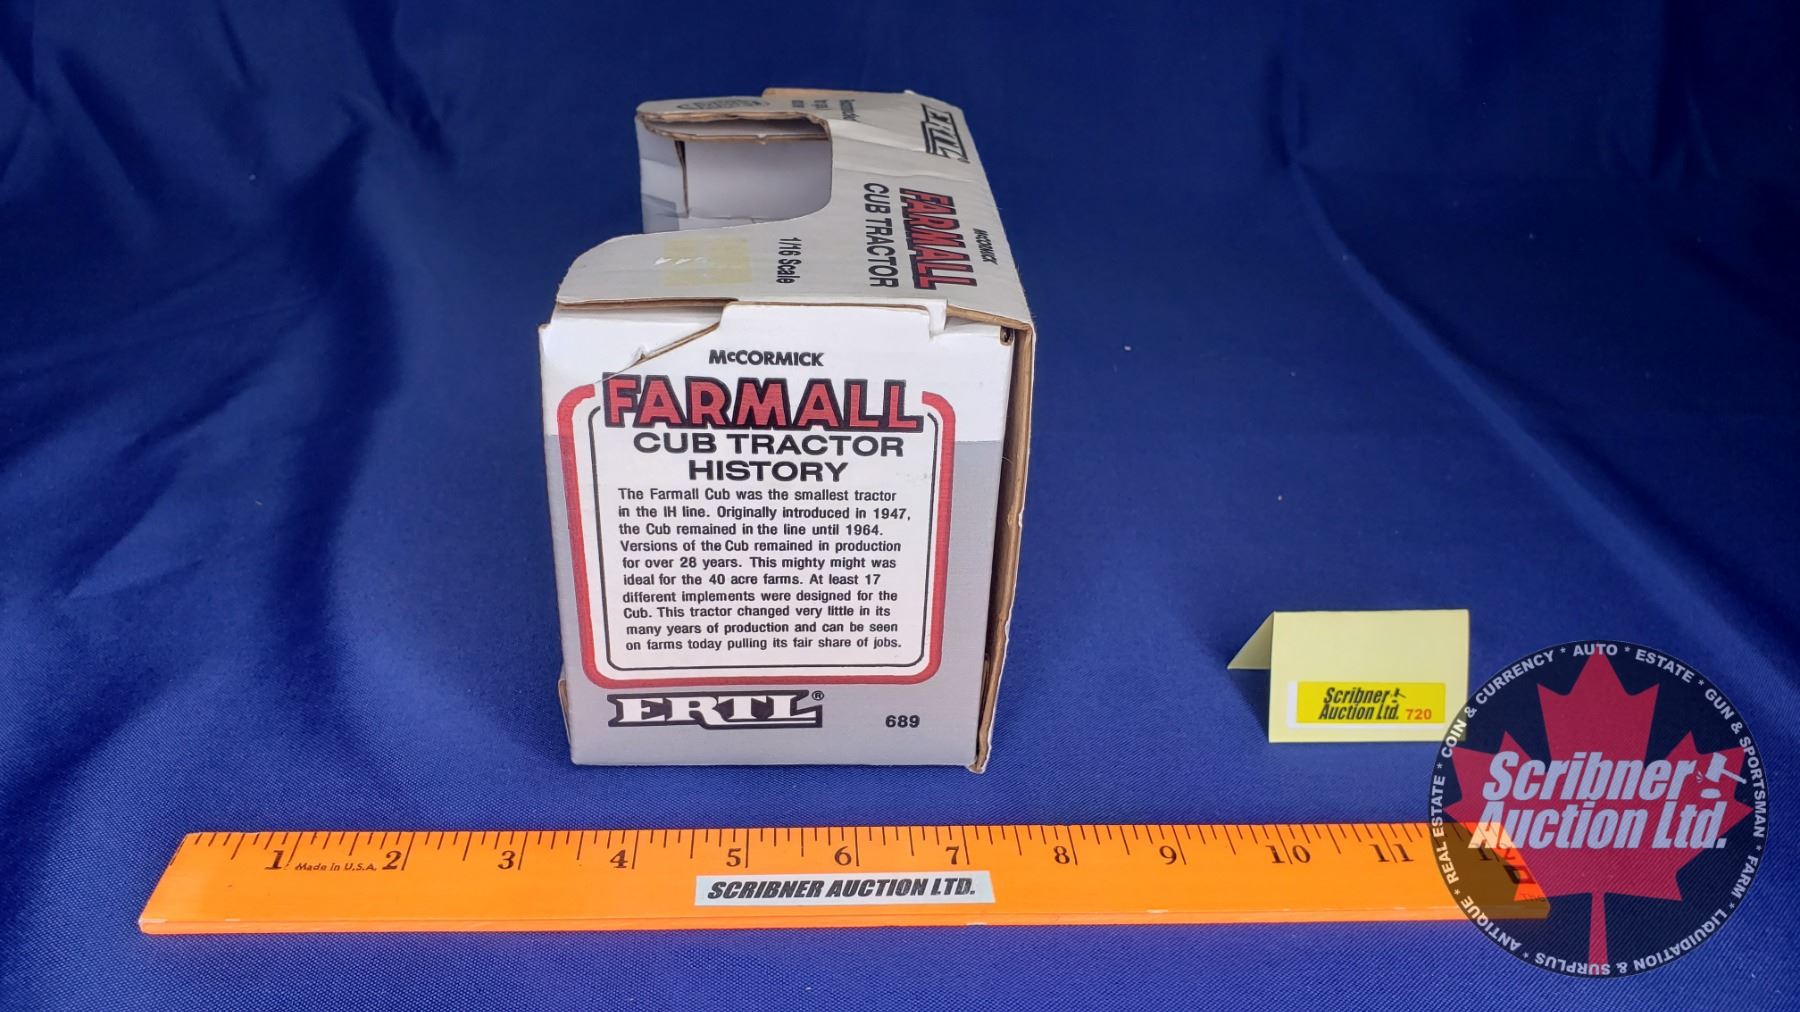 ERTL
McCORMICK
FARMALL
CUB TRACTOR
1/16 Scale
McCORMICK
FARMALL
CUB TRACTOR
HISTORY
The Farmall Cub was the smallest tractor
in the IH line. Originally introduced in 1947,
the Cub remained in the line until 1964.
Versions of the Cub remained in production
for over 28 years. This mighty might was
ideal for the 40 acre farms. At least 17
different implements were designed for the
Cub. This tractor changed very little in its
many years of production and can be seen
on farms today pulling its fair share of jobs.
ERTL®
689
Scribner
Auction Ltd. 720
1 2 3 4 5 6 7 8 9 10 11
Made in U.S.A.
SCRIBNER AUCTION LTD.
REAL ESTATE * COIN & CURRENCY * AUTO * ESTATE * GUN & SPORTSMAN * FARM * LIQUIDATION & SURPLUS * ANTIQUE *
Scribner
Auction Ltd.